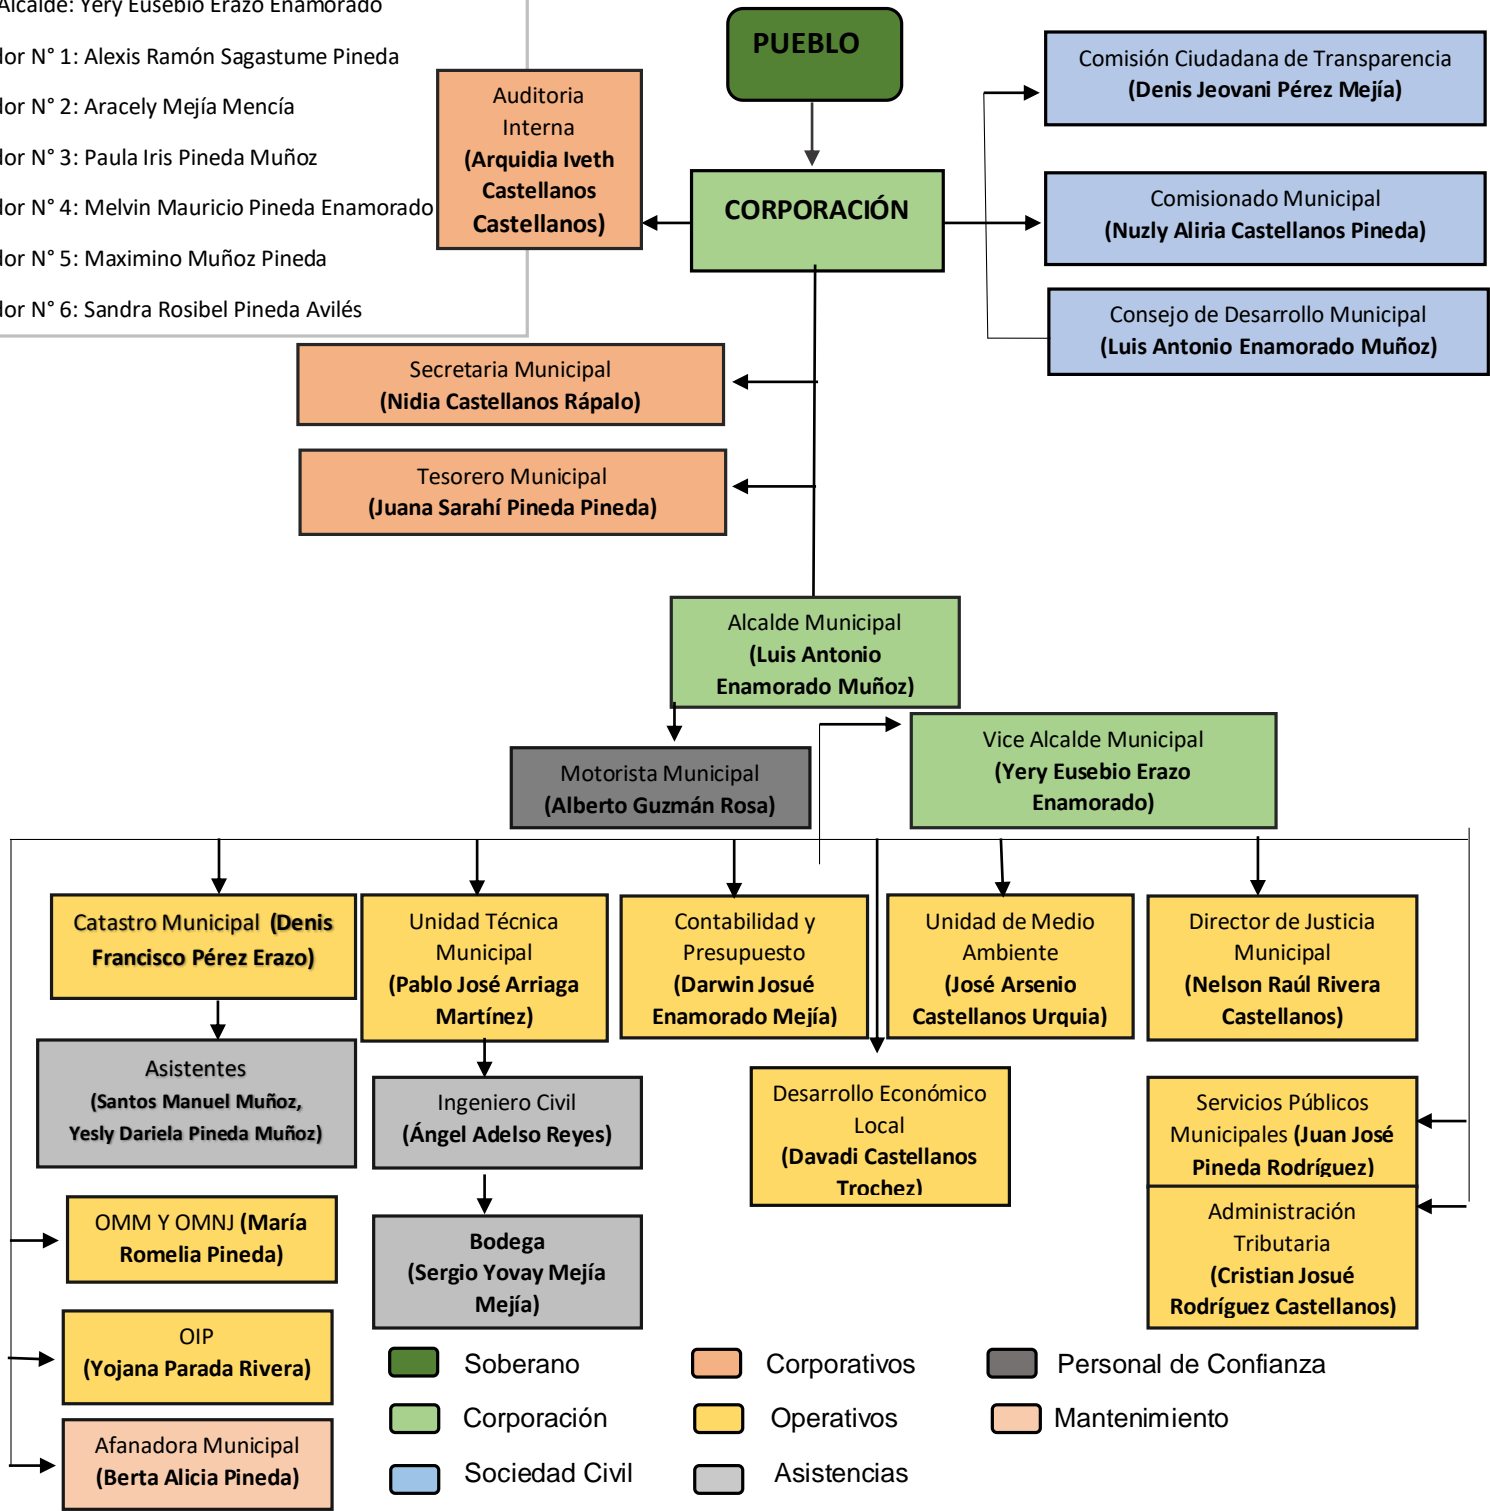 Alcalde: Yery Eusebio Erazo Enamorado
dor N° 1: Alexis Ramón Sagastume Pineda
dor N° 2: Aracely Mejía Mencía
dor N° 3: Paula Iris Pineda Muñoz
dor N° 4: Melvin Mauricio Pineda Enamorado
dor N° 5: Maximino Muñoz Pineda
dor N° 6: Sandra Rosibel Pineda Avilés
PUEBLO
Auditoria
Interna
(Arquidia Iveth
Castellanos
Castellanos)
CORPORACIÓN
Comisión Ciudadana de Transparencia
(Denis Jeovani Pérez Mejía)
Comisionado Municipal
(Nuzly Aliria Castellanos Pineda)
Consejo de Desarrollo Municipal
(Luis Antonio Enamorado Muñoz)
Secretaria Municipal
(Nidia Castellanos Rápalo)
Tesorero Municipal
(Juana Sarahí Pineda Pineda)
Alcalde Municipal
(Luis Antonio
Enamorado Muñoz)
Motorista Municipal
(Alberto Guzmán Rosa)
Vice Alcalde Municipal
(Yery Eusebio Erazo
Enamorado)
Catastro Municipal (Denis
Francisco Pérez Erazo)
Unidad Técnica
Municipal
(Pablo José Arriaga
Martínez)
Contabilidad y
Presupuesto
(Darwin Josué
Enamorado Mejía)
Unidad de Medio
Ambiente
(José Arsenio
Castellanos Urquia)
Director de Justicia
Municipal
(Nelson Raúl Rivera
Castellanos)
Asistentes
(Santos Manuel Muñoz,
Yesly Dariela Pineda Muñoz)
Ingeniero Civil
(Ángel Adelso Reyes)
Desarrollo Económico
Local
(Davadi Castellanos
Trochez)
Servicios Públicos
Municipales (Juan José
Pineda Rodríguez)
OMM Y OMNJ (María
Romelia Pineda)
Bodega
(Sergio Yovay Mejía
Mejía)
Administración
Tributaria
(Cristian Josué
Rodríguez Castellanos)
OIP
(Yojana Parada Rivera)
Afanadora Municipal
(Berta Alicia Pineda)
Soberano
Corporativos
Personal de Confianza
Corporación
Operativos
Mantenimiento
Sociedad Civil
Asistencias